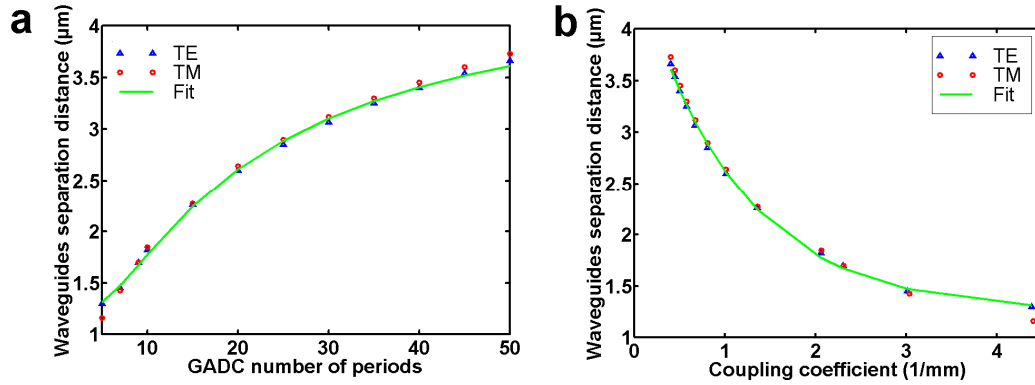 a
Waveguides separation distance (µm)
4
3.5
3
2.5
2
1.5
1
TE
TM
Fit
10
20
30
40
50
GADC number of periods
b
Waveguides separation distance (µm)
4
3.5
3
2.5
2
1.5
1
TE
TM
Fit
0
1
2
3
4
Coupling coefficient (1/mm)